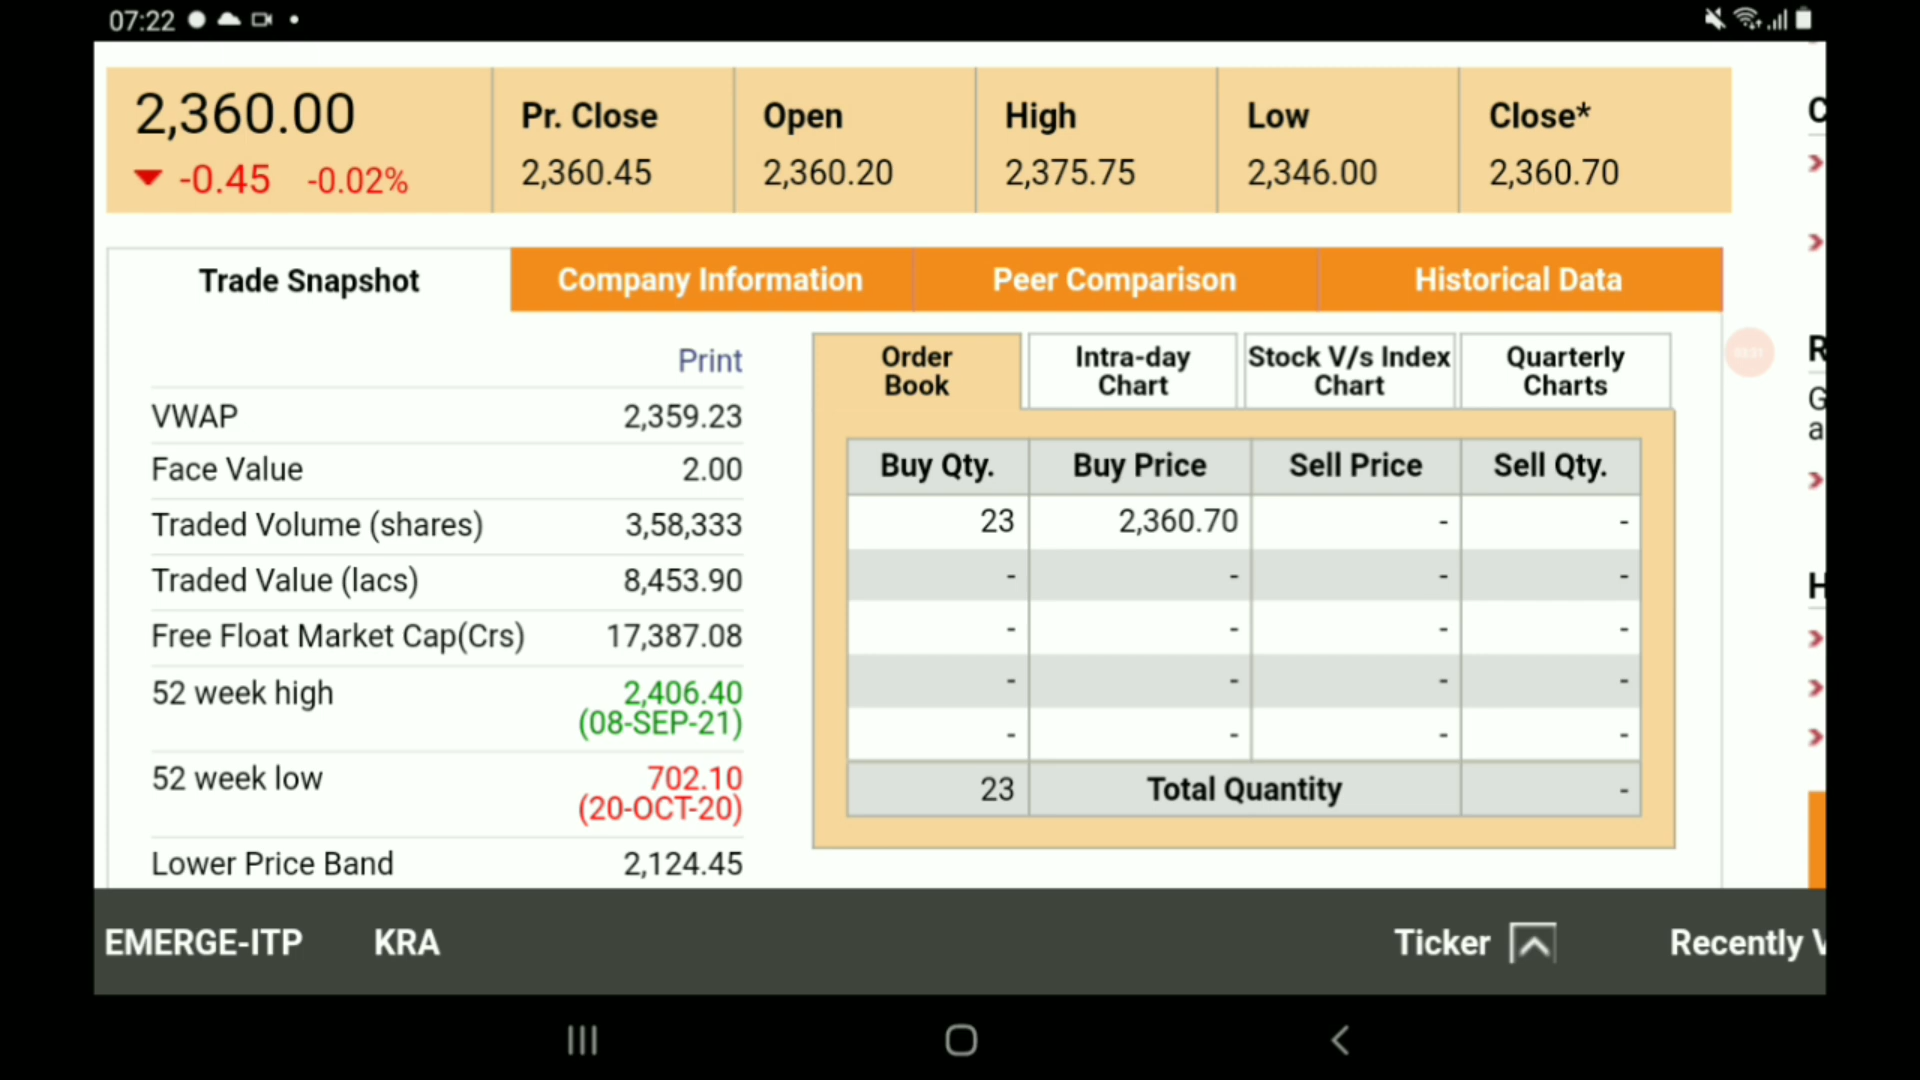 07:22
2,360.00
-0.45 -0.02%
Pr. Close Open High Low Close*
2,360.45 2,360.20 2,375.75 2,346.00 2,360.70
Trade Snapshot Company Information Peer Comparison Historical Data
Print
VWAP 2,359.23
Face Value 2.00
Traded Volume (shares) 3,58,333
Traded Value (lacs) 8,453.90
Free Float Market Cap(Crs) 17,387.08
52 week high 2,406.40
(08-SEP-21)
52 week low 702.10
(20-OCT-20)
Lower Price Band 2,124.45
Order Book Intra-day Chart Stock V/s Index Chart Quarterly Charts
Buy Qty. Buy Price Sell Price Sell Qty.
23 2,360.70 - -
- - - -
- - - -
- - - -
- - - -
23 Total Quantity -
EMERGE-ITP KRA Ticker Recently